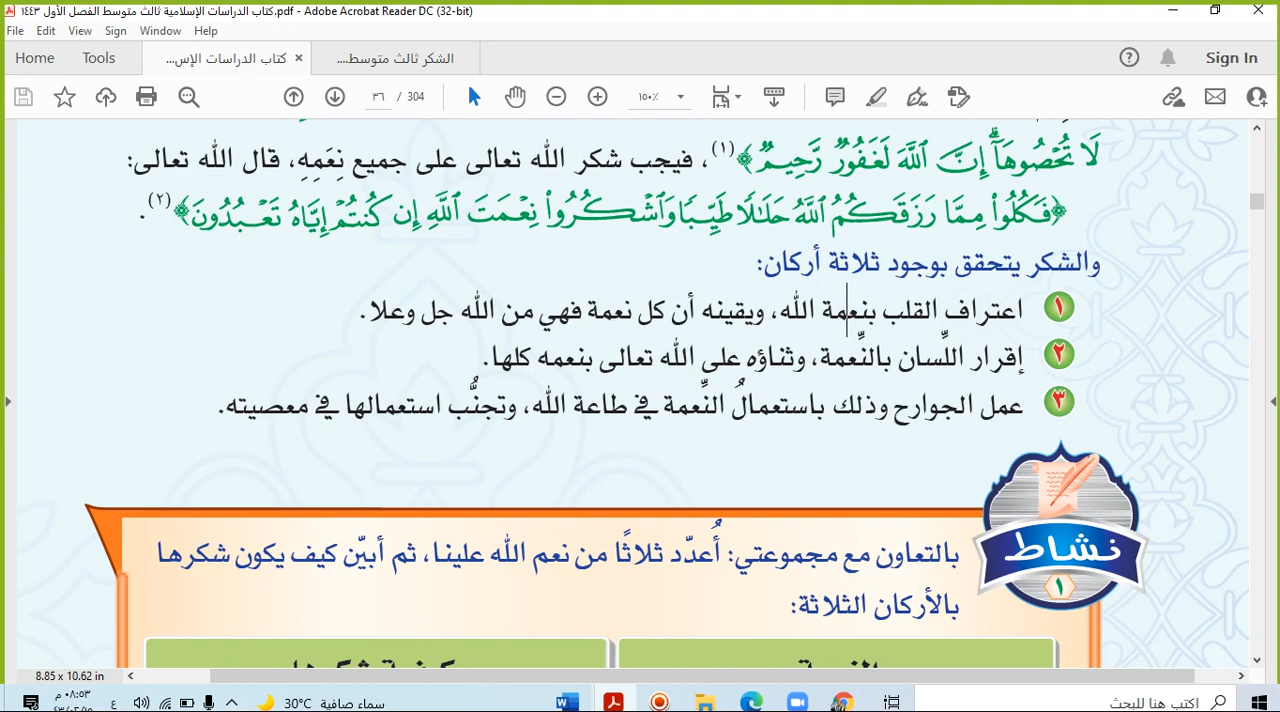 كتاب الدراسات الإسلامية ثالث متوسط الفصل الأول ١٤٤٣.pdf - Adobe Acrobat Reader DC (32-bit)
File Edit View Sign Window Help
Home Tools كتاب الدراسات الإس... × الشكر ثالث متوسط.... Sign In
٣٦ / 304 ١٥٠٪
لَا تُحْصُوهَآ إِنَّ ٱللَّهَ لَغَفُورٌ رَّحِيمٌ﴾(١)، فيجب شكر الله تعالى على جميع نِعَمِهِ، قال الله تعالى:
﴿فَكُلُوا۟ مِمَّا رَزَقَكُمُ ٱللَّهُ حَلَـٰلًا طَيِّبًا وَٱشْكُرُوا۟ نِعْمَتَ ٱللَّهِ إِن كُنتُمْ إِيَّاهُ تَعْبُدُونَ﴾(٢).
والشكر يتحقق بوجود ثلاثة أركان:
١ اعتراف القلب بنعمة الله، ويقينه أن كل نعمة فهي من الله جل وعلا.
٢ إقرار اللِّسان بالنِّعمة، وثناؤه على الله تعالى بنعمه كلها.
٣ عمل الجوارح وذلك باستعمالُ النِّعمة في طاعة الله، وتجنُّب استعمالها في معصيته.
نشاط
١
بالتعاون مع مجموعتي: أُعدّد ثلاثًا من نعم الله علينا، ثم أبيّن كيف يكون شكرها
بالأركان الثلاثة:
النعمة كيفية شكرها
8.85 x 10.62 in
اكتب هنا للبحث
30°C سماء صافية
ع
٠٨:٥٣ م